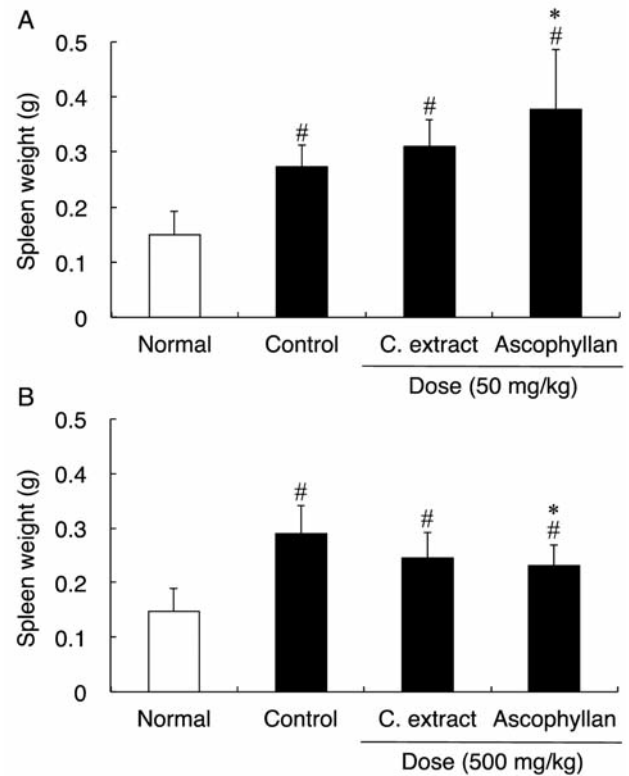 A
Spleen weight (g)
0.5
0.4
0.3
0.2
0.1
0
# # * #
Normal Control C. extract Ascophyllan
Dose (50 mg/kg)
B
Spleen weight (g)
0.5
0.4
0.3
0.2
0.1
0
# # * #
Normal Control C. extract Ascophyllan
Dose (500 mg/kg)